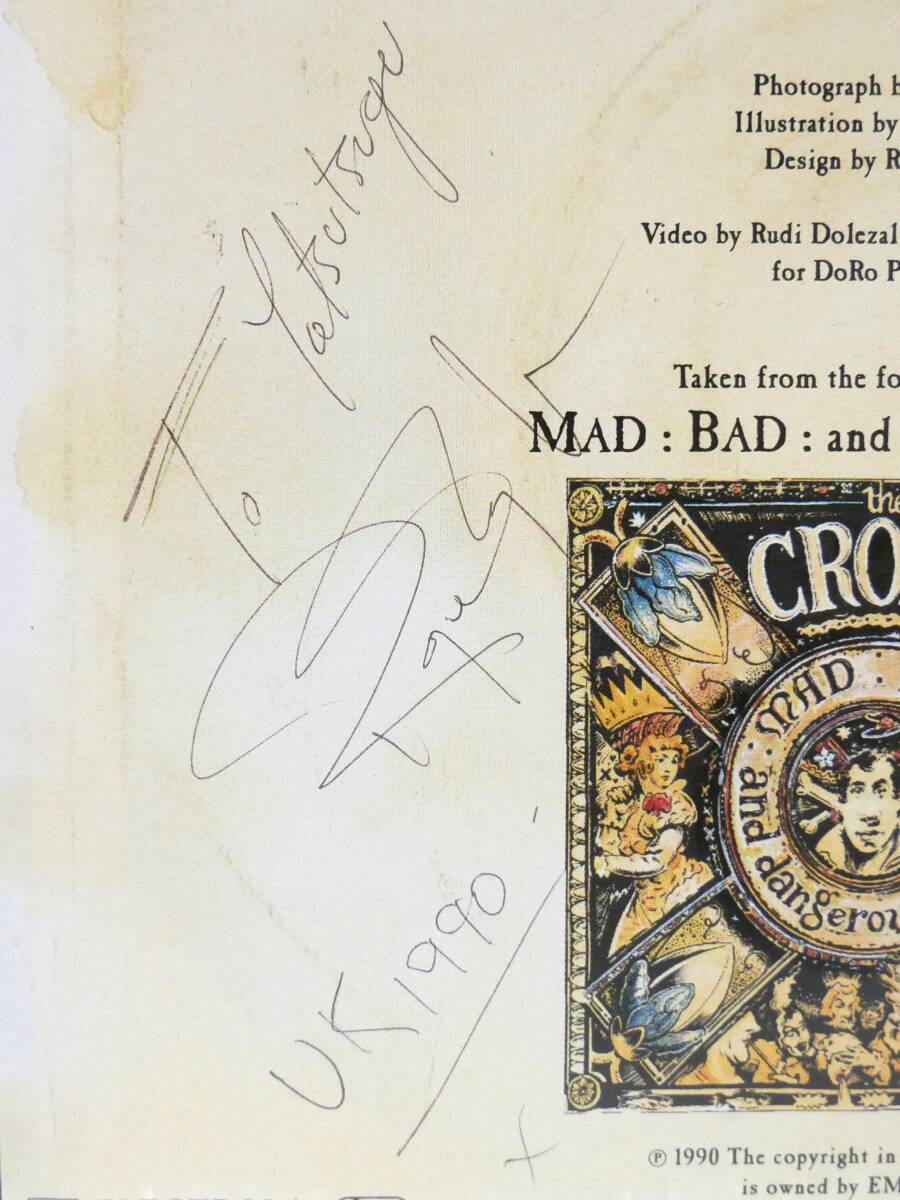 Photograph b
Illustration by
Design by R
Video by Rudi Dolezal
for DoRo P
Taken from the fo
MAD : BAD : and
To Tatsutsuge
UK 1990
the
CRO
MAD
and dangerou
℗ 1990 The copyright in
is owned by EM